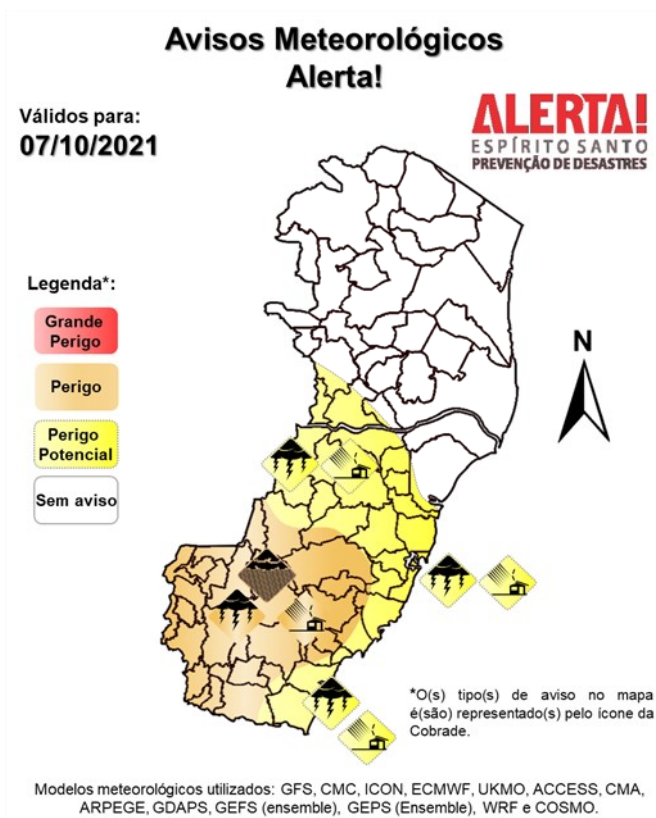 Avisos Meteorológicos
Alerta!
Válidos para:
07/10/2021
ALERTA!
ESPÍRITO SANTO
PREVENÇÃO DE DESASTRES
Legenda*:
Grande
Perigo
Perigo
Perigo
Potencial
Sem aviso
N
*O(s) tipo(s) de aviso no mapa
é(são) representado(s) pelo ícone da
Cobrade.
Modelos meteorológicos utilizados: GFS, CMC, ICON, ECMWF, UKMO, ACCESS, CMA,
ARPEGE, GDAPS, GEFS (ensemble), GEPS (Ensemble), WRF e COSMO.